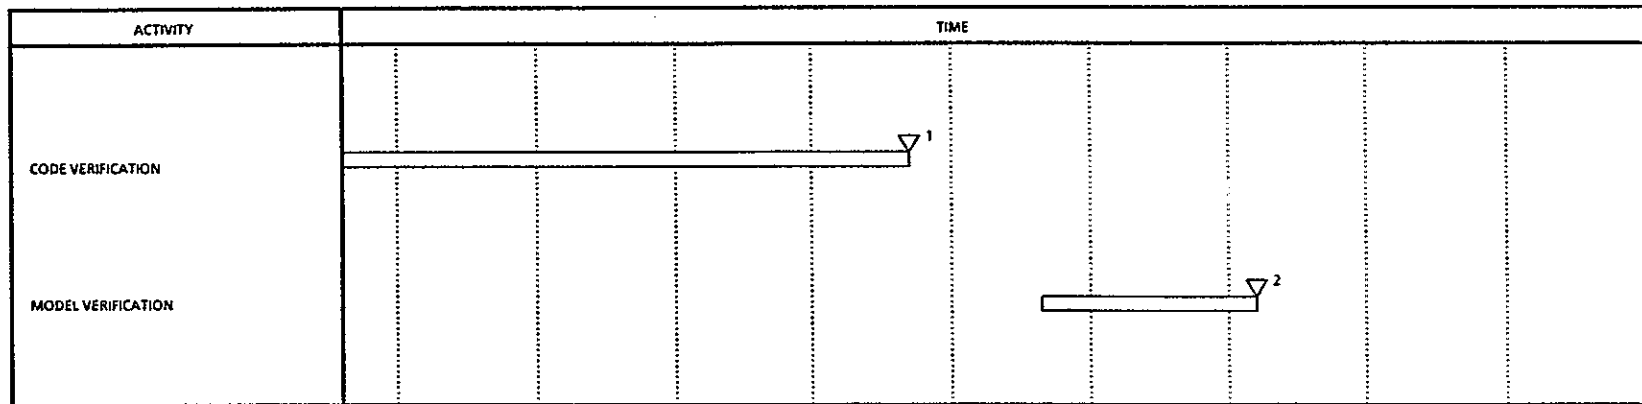 ACTIVITY TIME
CODE VERIFICATION
1
MODEL VERIFICATION
2